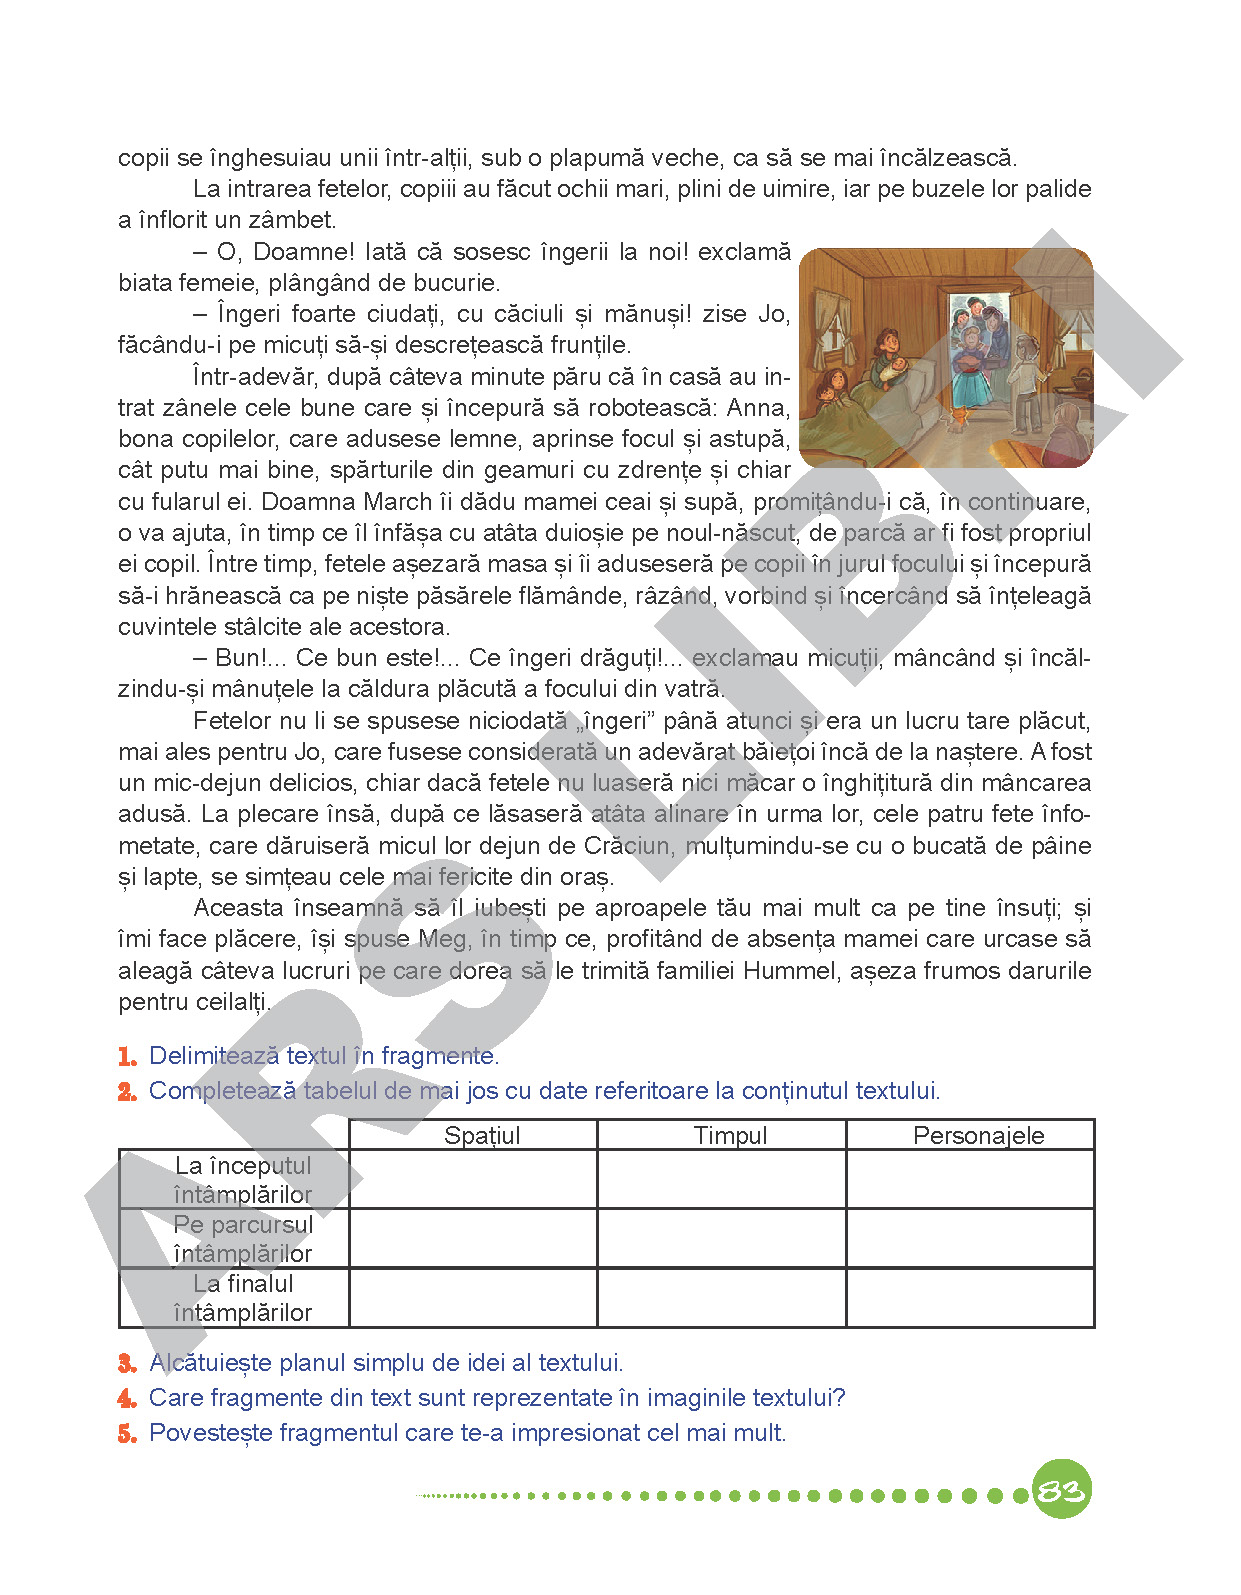 copii se înghesuiau unii într-alții, sub o plapumă veche, ca să se mai încălzească.
La intrarea fetelor, copiii au făcut ochii mari, plini de uimire, iar pe buzele lor palide
a înflorit un zâmbet.
– O, Doamne! Iată că sosesc îngerii la noi! exclamă
biata femeie, plângând de bucurie.
– Îngeri foarte ciudați, cu căciuli și mănuși! zise Jo,
făcându-i pe micuți să-și descrețească frunțile.
Într-adevăr, după câteva minute păru că în casă au in-
trat zânele cele bune care și începură să robotească: Anna,
bona copilelor, care adusese lemne, aprinse focul și astupă,
cât putu mai bine, spărturile din geamuri cu zdrențe și chiar
cu fularul ei. Doamna March îi dădu mamei ceai și supă, promițându-i că, în continuare,
o va ajuta, în timp ce îl înfășa cu atâta duioșie pe noul-născut, de parcă ar fi fost propriul
ei copil. Între timp, fetele așezară masa și îi aduseseră pe copii în jurul focului și începură
să-i hrănească ca pe niște păsărele flămânde, râzând, vorbind și încercând să înțeleagă
cuvintele stâlcite ale acestora.
– Bun!... Ce bun este!... Ce îngeri drăguți!... exclamau micuții, mâncând și încăl-
zindu-și mânuțele la căldura plăcută a focului din vatră.
Fetelor nu li se spusese niciodată „îngeri” până atunci și era un lucru tare plăcut,
mai ales pentru Jo, care fusese considerată un adevărat băiețoi încă de la naștere. A fost
un mic-dejun delicios, chiar dacă fetele nu luaseră nici măcar o înghițitură din mâncarea
adusă. La plecare însă, după ce lăsaseră atâta alinare în urma lor, cele patru fete înfo-
metate, care dăruiseră micul lor dejun de Crăciun, mulțumindu-se cu o bucată de pâine
și lapte, se simțeau cele mai fericite din oraș.
Aceasta înseamnă să îl iubești pe aproapele tău mai mult ca pe tine însuți; și
îmi face plăcere, își spuse Meg, în timp ce, profitând de absența mamei care urcase să
aleagă câteva lucruri pe care dorea să le trimită familiei Hummel, așeza frumos darurile
pentru ceilalți.
1. Delimitează textul în fragmente.
2. Completează tabelul de mai jos cu date referitoare la conținutul textului.
Spațiul Timpul Personajele
La începutul
întâmplărilor
Pe parcursul
întâmplărilor
La finalul
întâmplărilor
3. Alcătuiește planul simplu de idei al textului.
4. Care fragmente din text sunt reprezentate în imaginile textului?
5. Povestește fragmentul care te-a impresionat cel mai mult.
83
ARS LIBRI